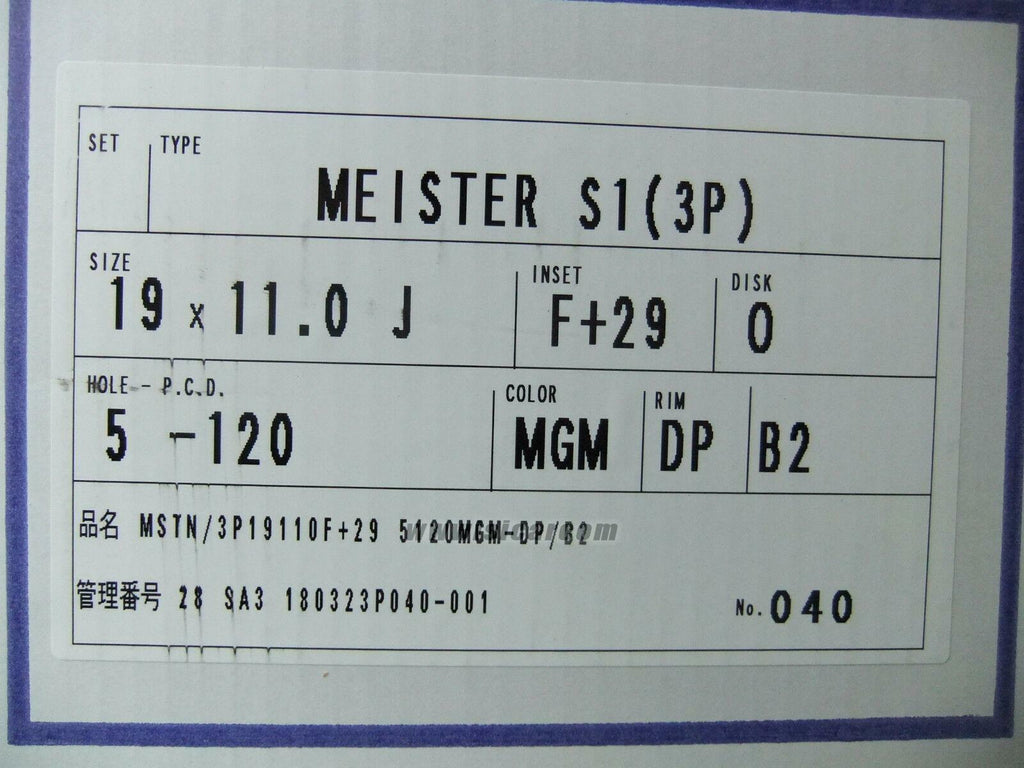 SET TYPE
MEISTER S1(3P)
SIZE INSET DISK
19 x 11.0 J F+29 0
HOLE - P.C.D. COLOR RIM
5 -120 MGM DP B2
品名 MSTN/3P19110F+29 5120MGM-DP/B2
管理番号 28 SA3 180323P040-001 No.040